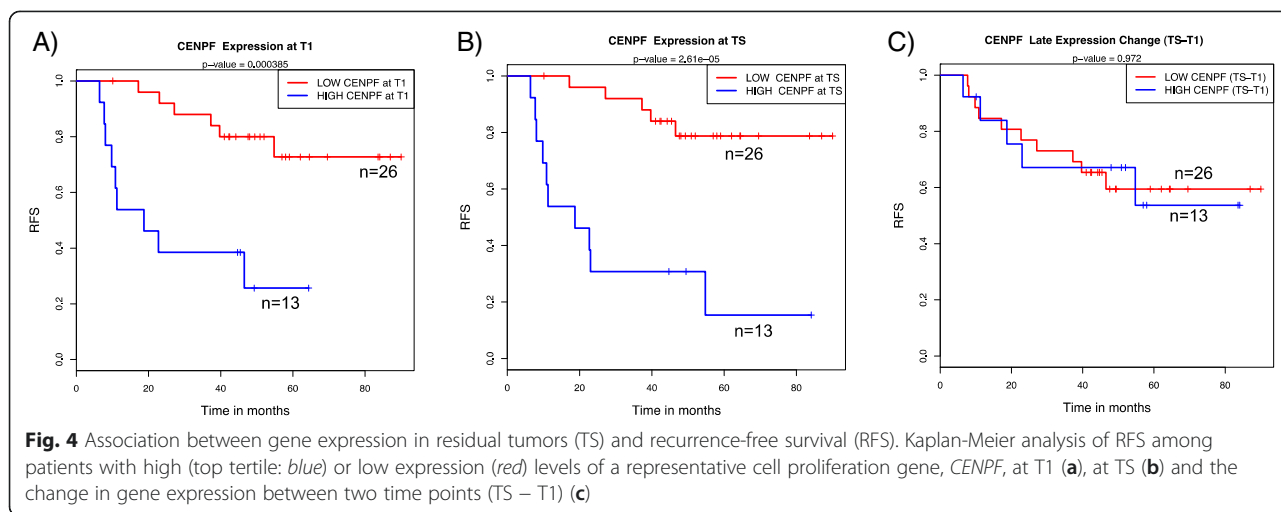 A)
CENPF Expression at T1
p-value = 0.000385
LOW CENPF at T1
HIGH CENPF at T1
RFS
0.0
0.2
0.4
0.6
0.8
1.0
n=26
n=13
0
20
40
60
80
Time in months
B)
CENPF Expression at TS
p-value = 2.61e-05
LOW CENPF at TS
HIGH CENPF at TS
RFS
0.0
0.2
0.4
0.6
0.8
1.0
n=26
n=13
0
20
40
60
80
Time in months
C)
CENPF Late Expression Change (TS-T1)
p-value = 0.972
LOW CENPF (TS-T1)
HIGH CENPF (TS-T1)
RFS
0.0
0.2
0.4
0.6
0.8
1.0
n=26
n=13
0
20
40
60
80
Time in months
Fig. 4 Association between gene expression in residual tumors (TS) and recurrence-free survival (RFS). Kaplan-Meier analysis of RFS among
patients with high (top tertile: blue) or low expression (red) levels of a representative cell proliferation gene, CENPF, at T1 (a), at TS (b) and the
change in gene expression between two time points (TS − T1) (c)